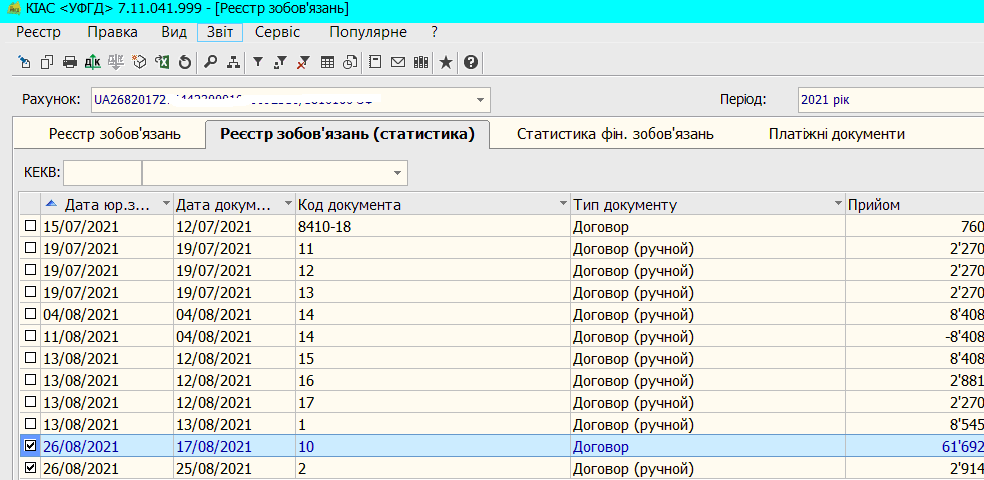 КІАС <УФГД> 7.11.041.999 - [Реєстр зобов'язань]
Реєстр Правка Вид Звіт Сервіс Популярне ?
Рахунок: UA26820172 Період: 2021 рік
Реєстр зобов'язань Реєстр зобов'язань (статистика) Статистика фін. зобов'язань Платіжні документи
КЕКВ:
Дата юр.з... Дата докум... Код документа Тип документу Прийом
15/07/2021 12/07/2021 8410-18 Договор 760
19/07/2021 19/07/2021 11 Договор (ручной) 2'270
19/07/2021 19/07/2021 12 Договор (ручной) 2'270
19/07/2021 19/07/2021 13 Договор (ручной) 2'270
04/08/2021 04/08/2021 14 Договор (ручной) 8'408
11/08/2021 04/08/2021 14 Договор (ручной) -8'408
13/08/2021 12/08/2021 15 Договор (ручной) 8'408
13/08/2021 12/08/2021 16 Договор (ручной) 2'881
13/08/2021 12/08/2021 17 Договор (ручной) 2'270
13/08/2021 13/08/2021 1 Договор (ручной) 8'545
26/08/2021 17/08/2021 10 Договор 61'692
26/08/2021 25/08/2021 2 Договор (ручной) 2'914